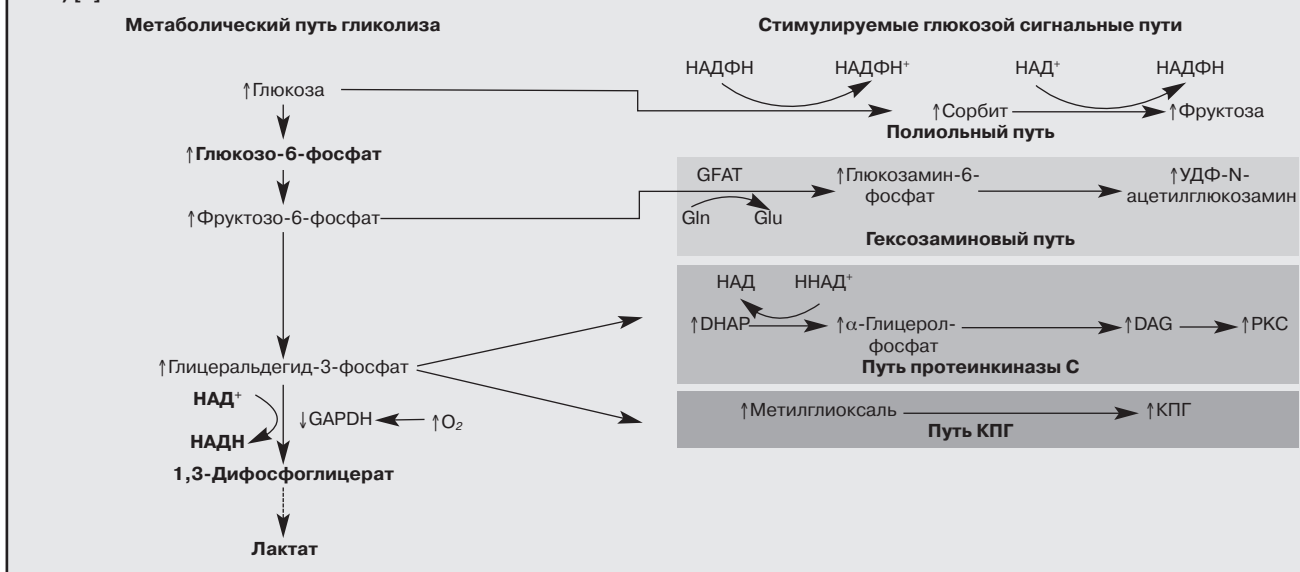 Метаболический путь гликолиза
Стимулируемые глюкозой сигнальные пути
↑Глюкоза
↑Глюкозо-6-фосфат
↑Фруктозо-6-фосфат
↑Глицеральдегид-3-фосфат
НАД⁺
НАДН
↓GAPDH
↑O₂
1,3-Дифосфоглицерат
Лактат
НАДФН
НАДФН⁺
НАД⁺
НАДФН
↑Сорбит
↑Фруктоза
Полиольный путь
GFAT
Gln
Glu
↑Глюкозамин-6-
фосфат
↑УДФ-N-
ацетилглюкозамин
Гексозаминовый путь
НАД
ННАД⁺
↑DHAP
↑α-Глицерол-
фосфат
↑DAG
↑PKC
Путь протеинкиназы С
↑Метилглиоксаль
↑КПГ
Путь КПГ